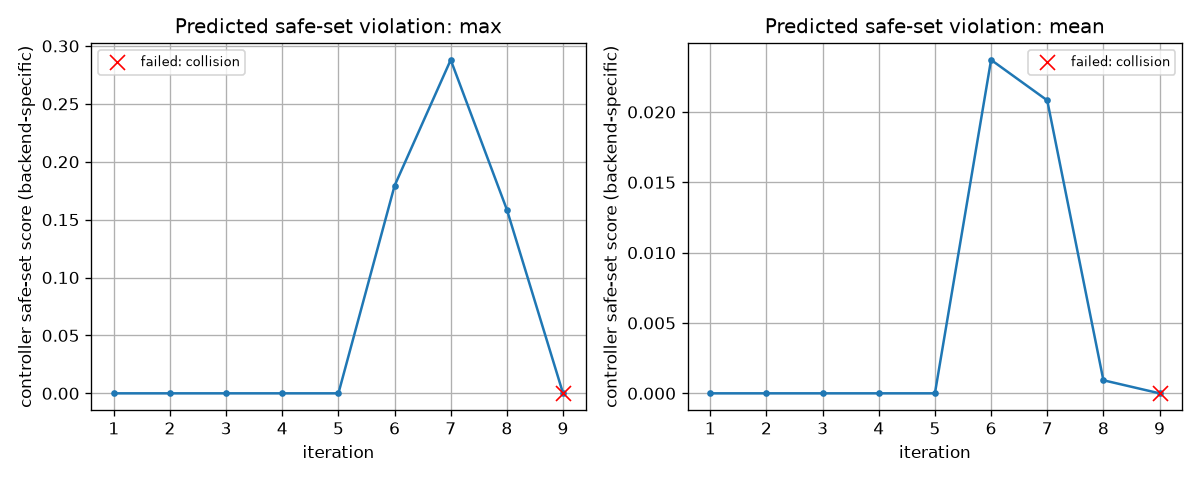 Predicted safe-set violation: max
controller safe-set score (backend-specific)
0.30
0.25
0.20
0.15
0.10
0.05
0.00
failed: collision
1 2 3 4 5 6 7 8 9
iteration
Predicted safe-set violation: mean
controller safe-set score (backend-specific)
0.020
0.015
0.010
0.005
0.000
failed: collision
1 2 3 4 5 6 7 8 9
iteration